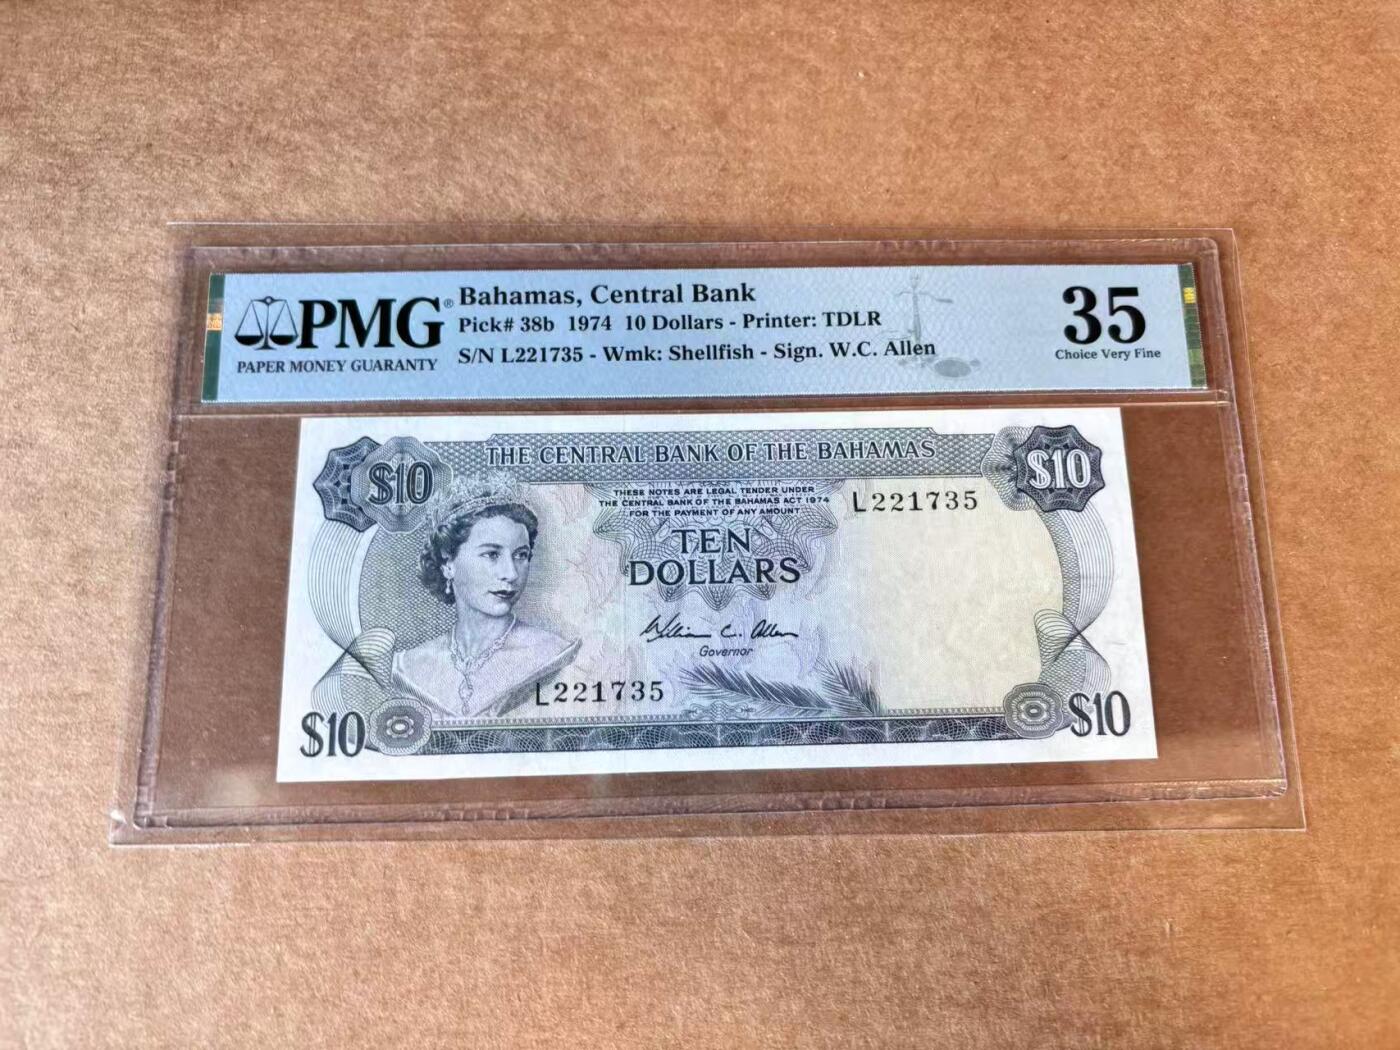 PMG®
PAPER MONEY GUARANTY
Bahamas, Central Bank
Pick# 38b 1974 10 Dollars - Printer: TDLR
S/N L221735 - Wmk: Shellfish - Sign. W.C. Allen
35
Choice Very Fine
THE CENTRAL BANK OF THE BAHAMAS
$10
$10
THESE NOTES ARE LEGAL TENDER UNDER
THE CENTRAL BANK OF THE BAHAMAS ACT 1974
FOR THE PAYMENT OF ANY AMOUNT
L221735
TEN
DOLLARS
William C. Allen
Governor
L221735
$10
$10